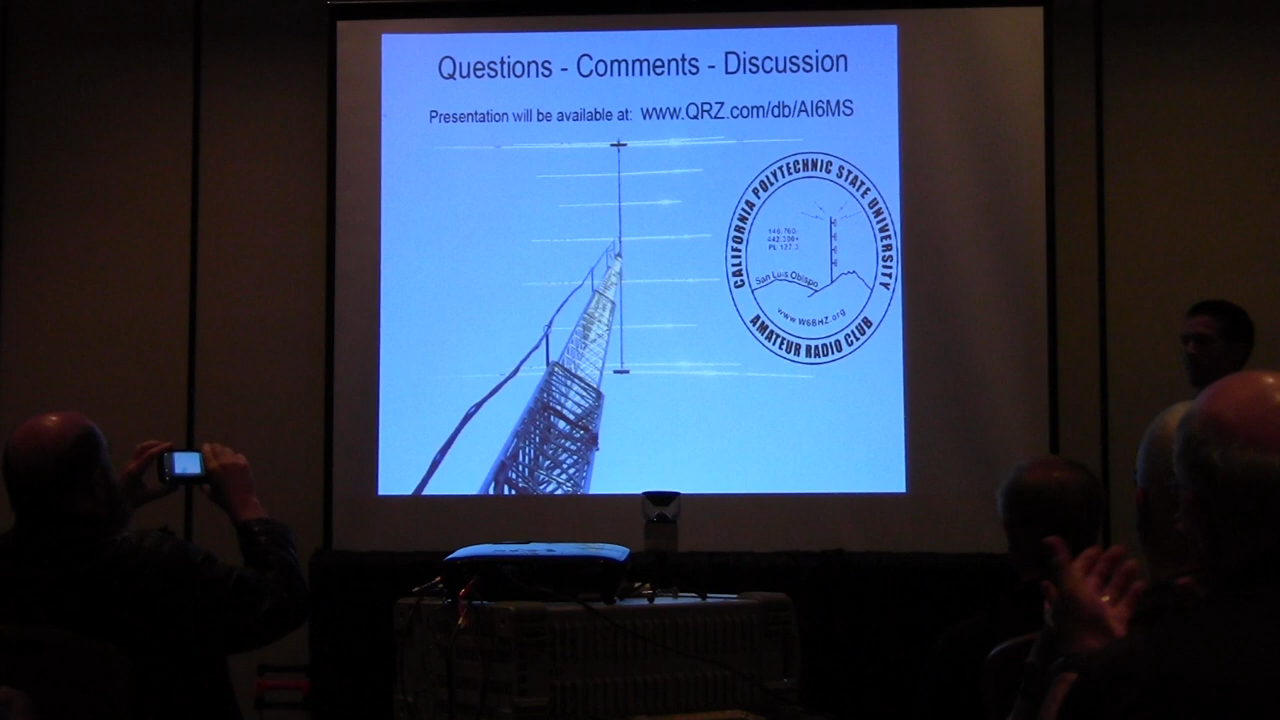 Questions - Comments - Discussion
Presentation will be available at: www.QRZ.com/db/AI6MS
CALIFORNIA POLYTECHNIC STATE UNIVERSITY
146.760-
442.300+
PL 127.3
San Luis Obispo
www.W6BHZ.org
AMATEUR RADIO CLUB